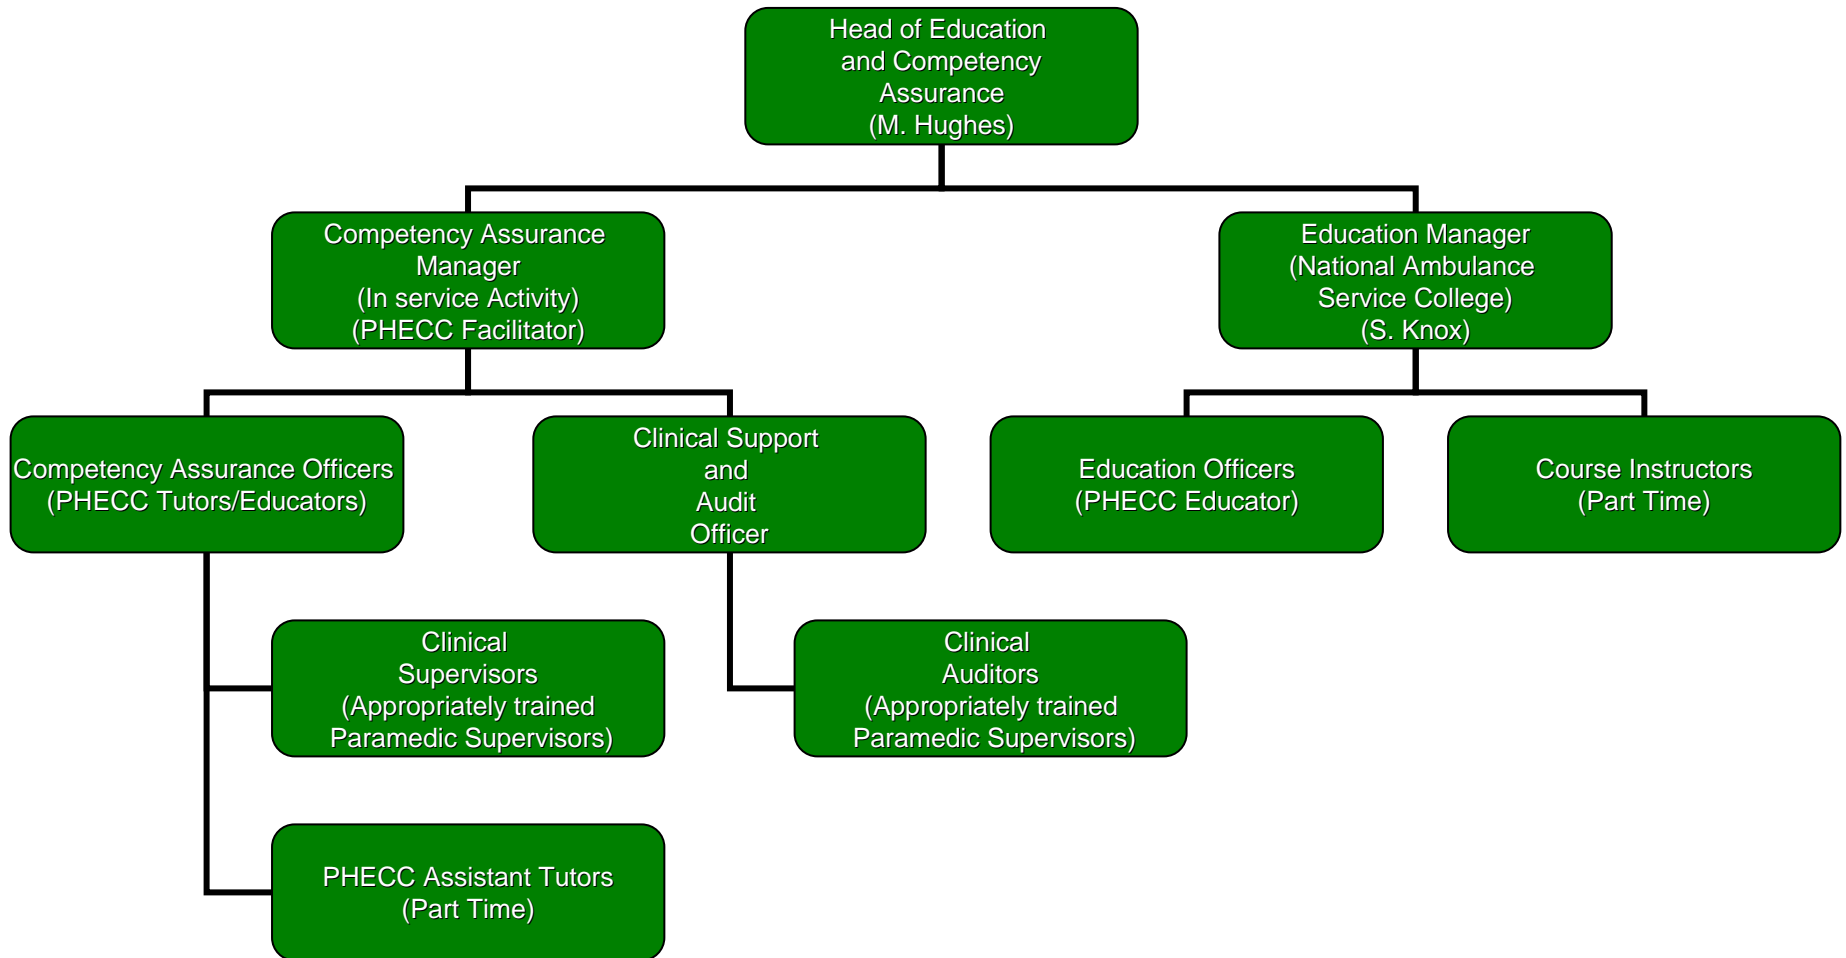 Head of Education
and Competency
Assurance
(M. Hughes)
Competency Assurance
Manager
(In service Activity)
(PHECC Facilitator)
Education Manager
(National Ambulance
Service College)
(S. Knox)
Competency Assurance Officers
(PHECC Tutors/Educators)
Clinical Support
and
Audit
Officer
Education Officers
(PHECC Educator)
Course Instructors
(Part Time)
Clinical
Supervisors
(Appropriately trained
Paramedic Supervisors)
Clinical
Auditors
(Appropriately trained
Paramedic Supervisors)
PHECC Assistant Tutors
(Part Time)